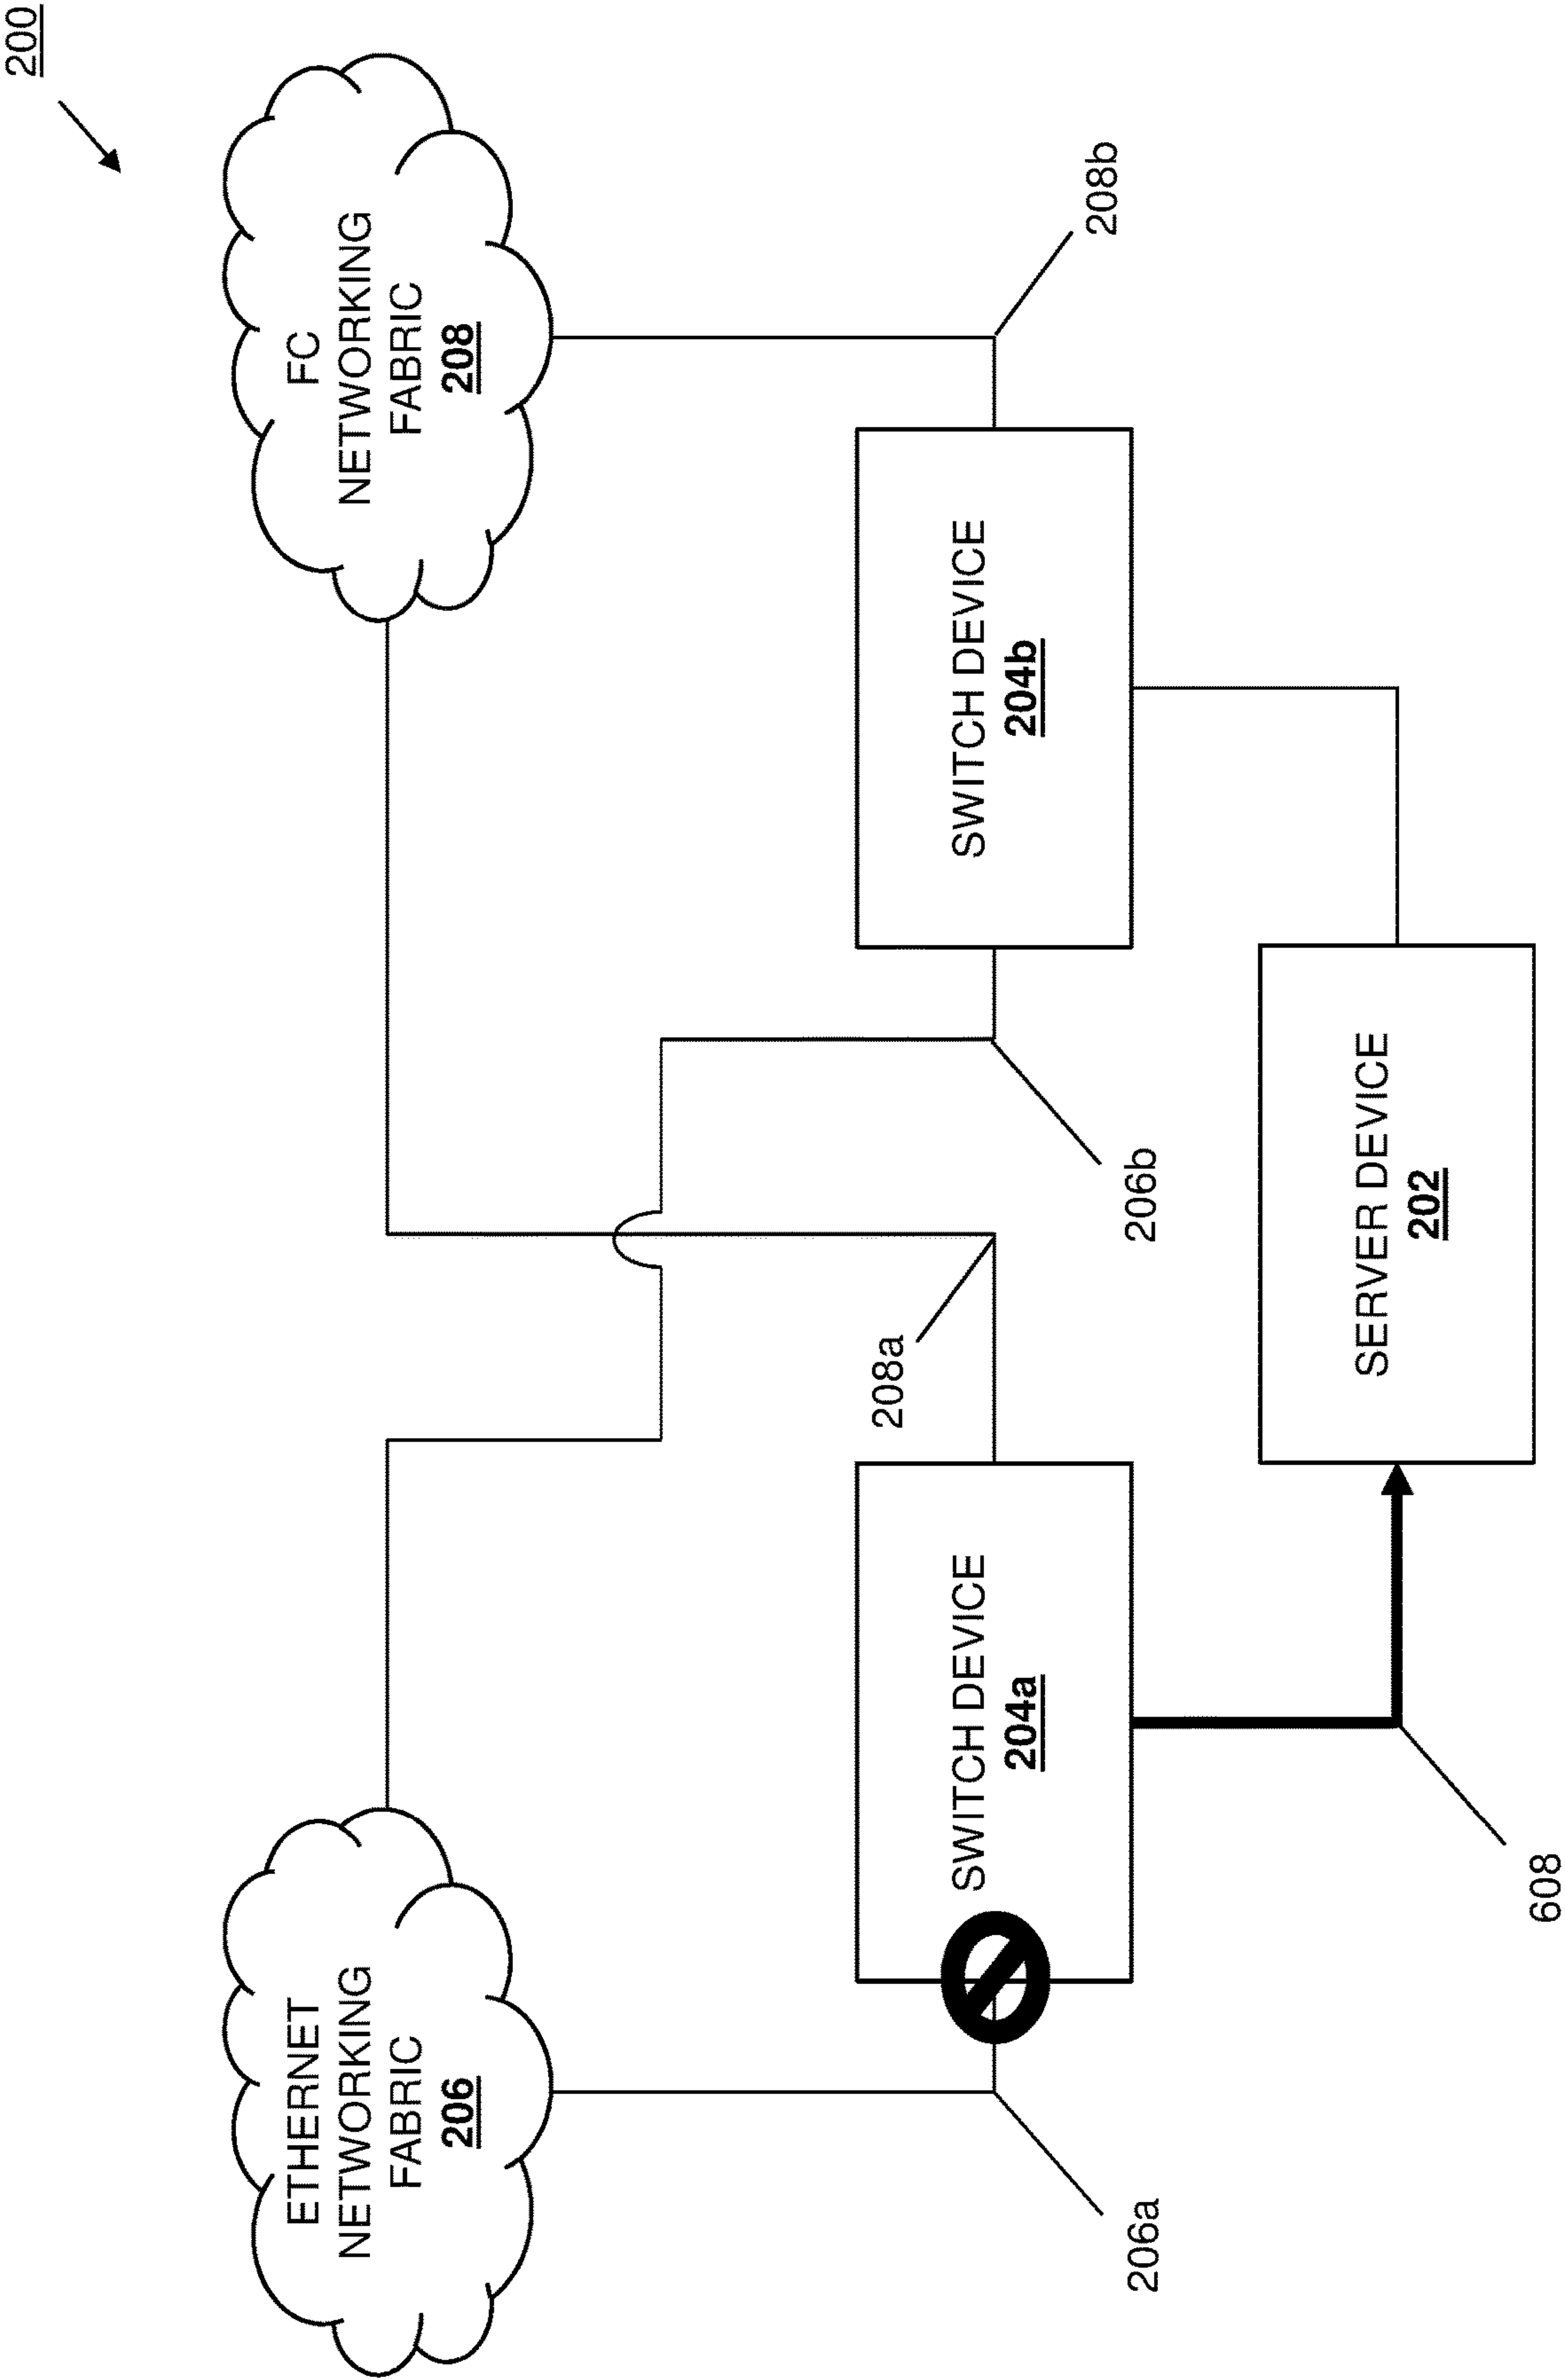 200
ETHERNET
NETWORKING
FABRIC
206
FC
NETWORKING
FABRIC
208
208a
206a
SWITCH DEVICE
204a
206b
SWITCH DEVICE
204b
208b
608
SERVER DEVICE
202